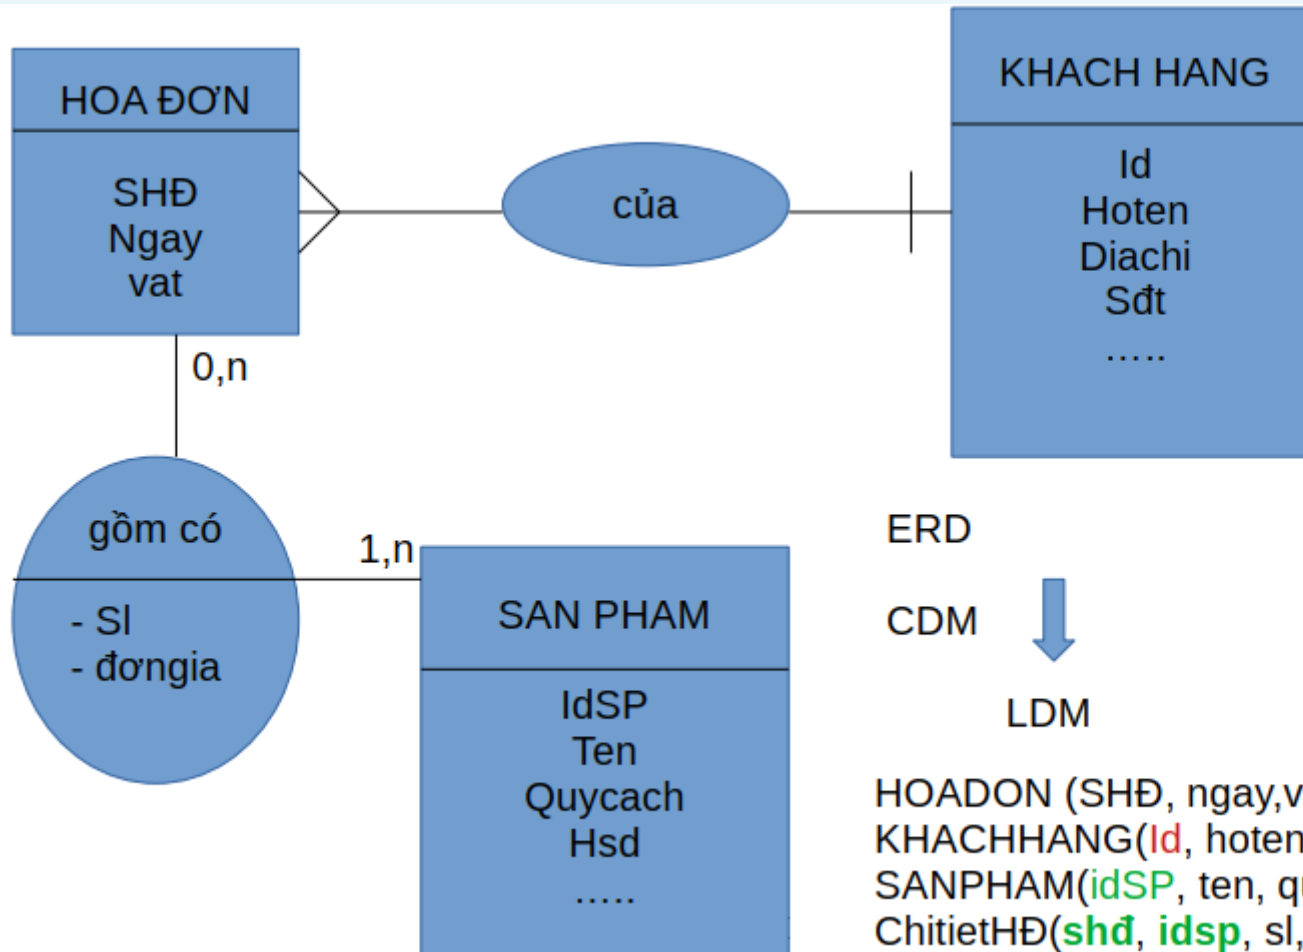 HOA ĐƠN
SHĐ
Ngay
vat
của
KHACH HANG
Id
Hoten
Diachi
Sđt
.....
0,n
gồm có
- Sl
- đơngia
1,n
SAN PHAM
IdSP
Ten
Quycach
Hsd
.....
ERD
CDM
LDM
HOADON (SHĐ, ngay,v
KHACHHANG(Id, hoten
SANPHAM(idSP, ten, q
ChitietHĐ(shđ, idsp, sl,